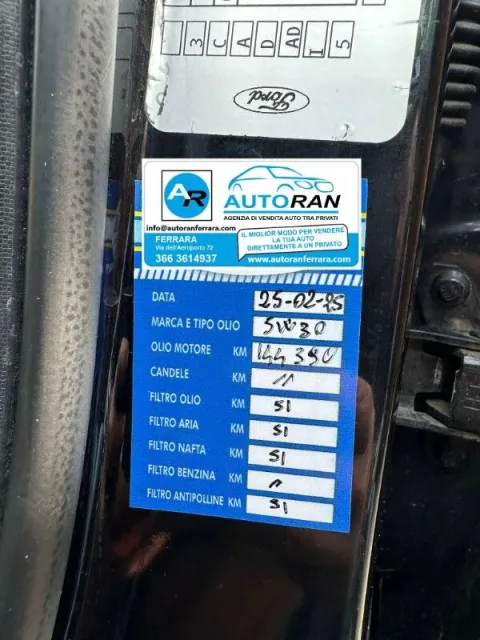 3 C A D AD I 5
Ford
AR AUTORAN
AGENZIA DI VENDITA AUTO TRA PRIVATI
info@autoranferrara.com
FERRARA
Via dell'Aeroporto 72
366 3614937
IL MIGLIOR MODO PER VENDERE
LA TUA AUTO
DIRETTAMENTE A UN PRIVATO
www.autoranferrara.com
DATA 25-02-25
MARCA E TIPO OLIO 5W30
OLIO MOTORE KM 144390
CANDELE KM
FILTRO OLIO KM SI
FILTRO ARIA KM SI
FILTRO NAFTA KM SI
FILTRO BENZINA KM
FILTRO ANTIPOLLINE KM SI